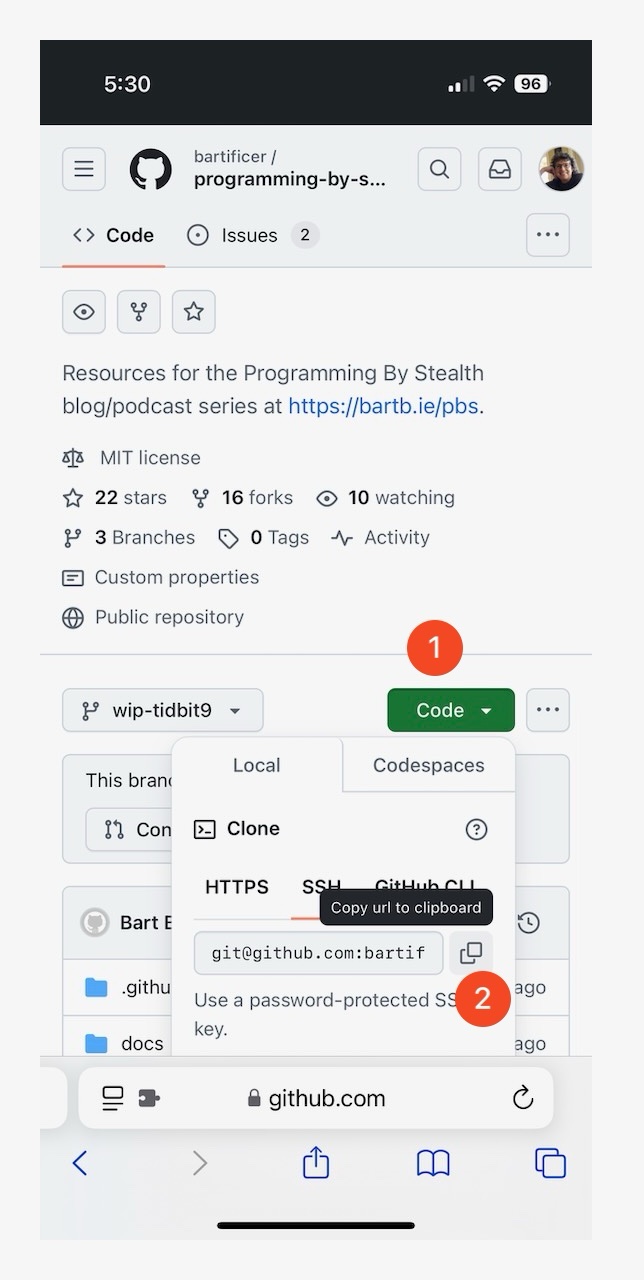 5:30
96
bartificer /
programming-by-s...
Code
Issues 2
Resources for the Programming By Stealth
blog/podcast series at https://bartb.ie/pbs.
MIT license
22 stars 16 forks 10 watching
3 Branches 0 Tags Activity
Custom properties
Public repository
1
wip-tidbit9 Code
Local Codespaces
This bran
Clone
Con
HTTPS SSH GitHub CLI
Copy url to clipboard
Bart B
git@github.com:bartif
.githu ago
2
Use a password-protected SS
key.
docs ago
github.com